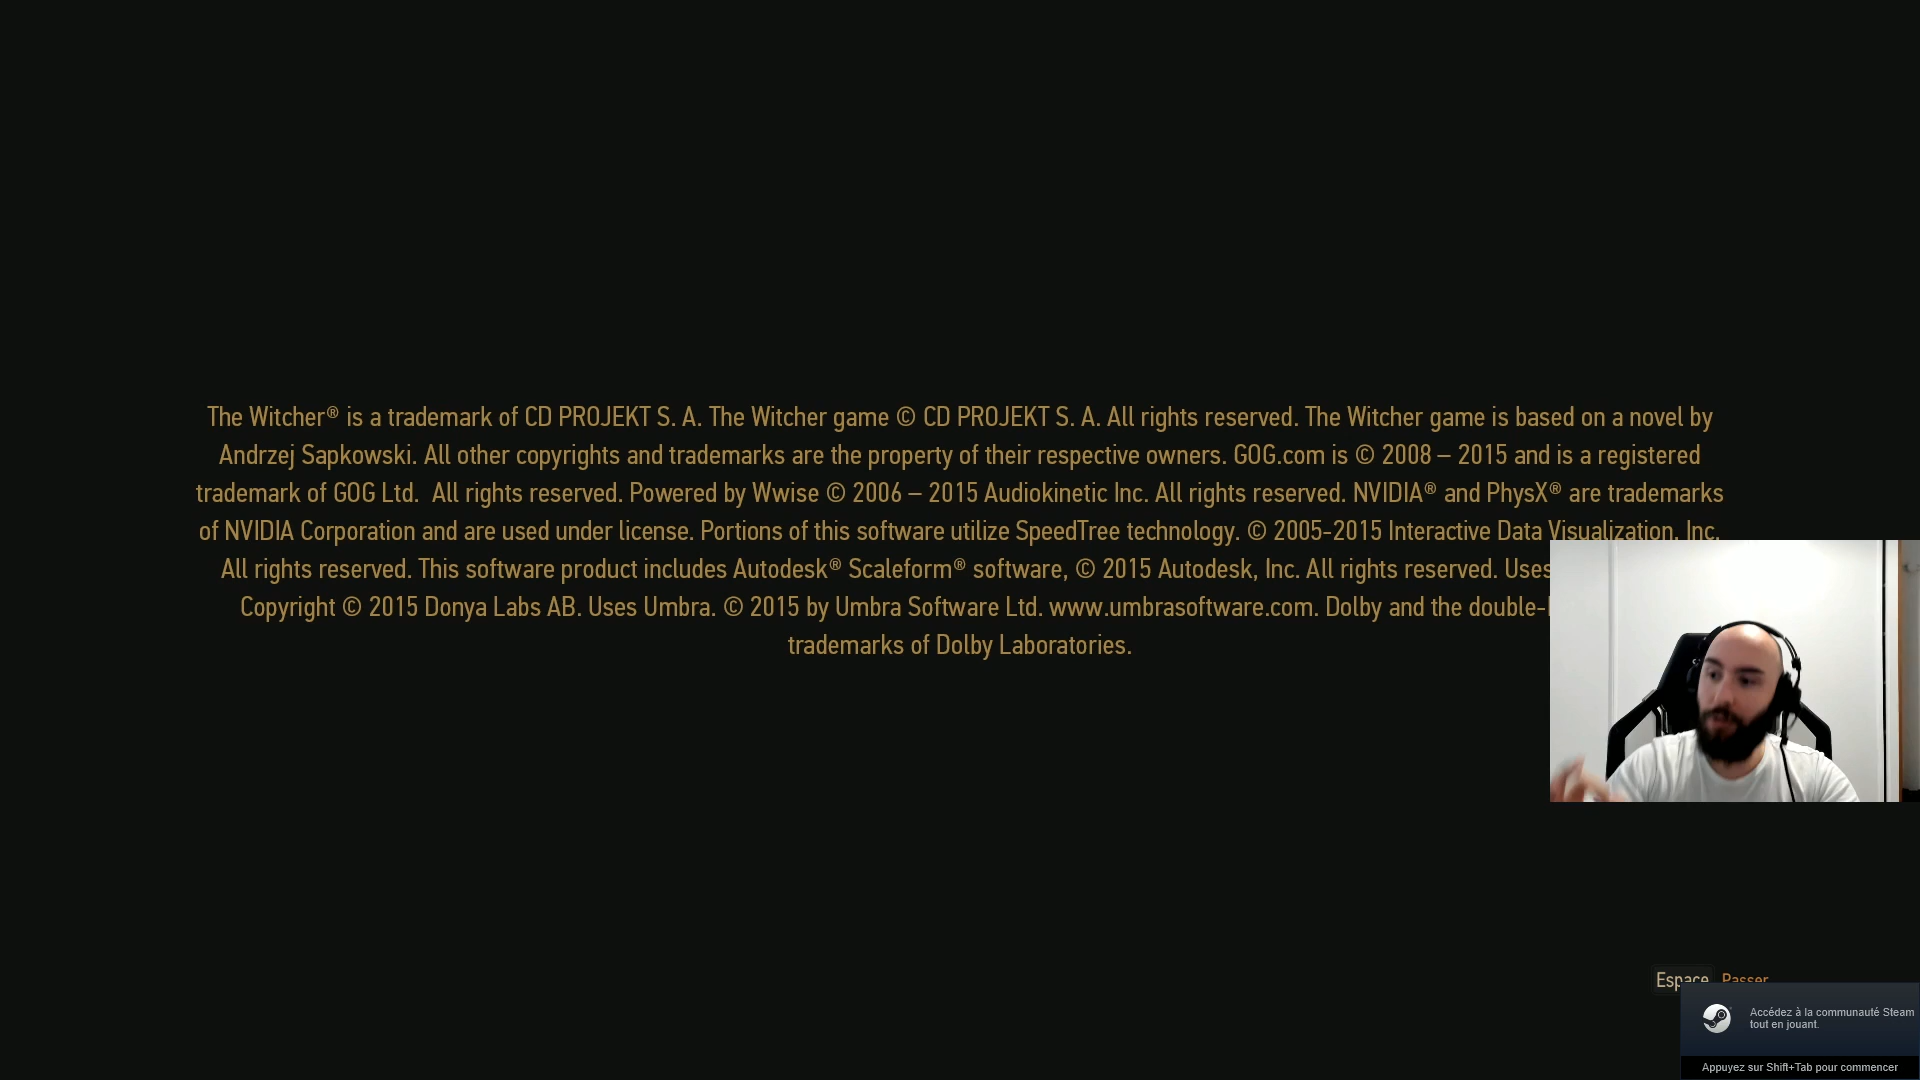 The Witcher® is a trademark of CD PROJEKT S. A. The Witcher game © CD PROJEKT S. A. All rights reserved. The Witcher game is based on a novel by
Andrzej Sapkowski. All other copyrights and trademarks are the property of their respective owners. GOG.com is © 2008 – 2015 and is a registered
trademark of GOG Ltd.  All rights reserved. Powered by Wwise © 2006 – 2015 Audiokinetic Inc. All rights reserved. NVIDIA® and PhysX® are trademarks
of NVIDIA Corporation and are used under license. Portions of this software utilize SpeedTree technology. © 2005-2015 Interactive Data Visualization, Inc.
All rights reserved. This software product includes Autodesk® Scaleform® software, © 2015 Autodesk, Inc. All rights reserved. Uses
Copyright © 2015 Donya Labs AB. Uses Umbra. © 2015 by Umbra Software Ltd. www.umbrasoftware.com. Dolby and the double-
trademarks of Dolby Laboratories.
Espace Passer
Accédez à la communauté Steam
tout en jouant.
Appuyez sur Shift+Tab pour commencer